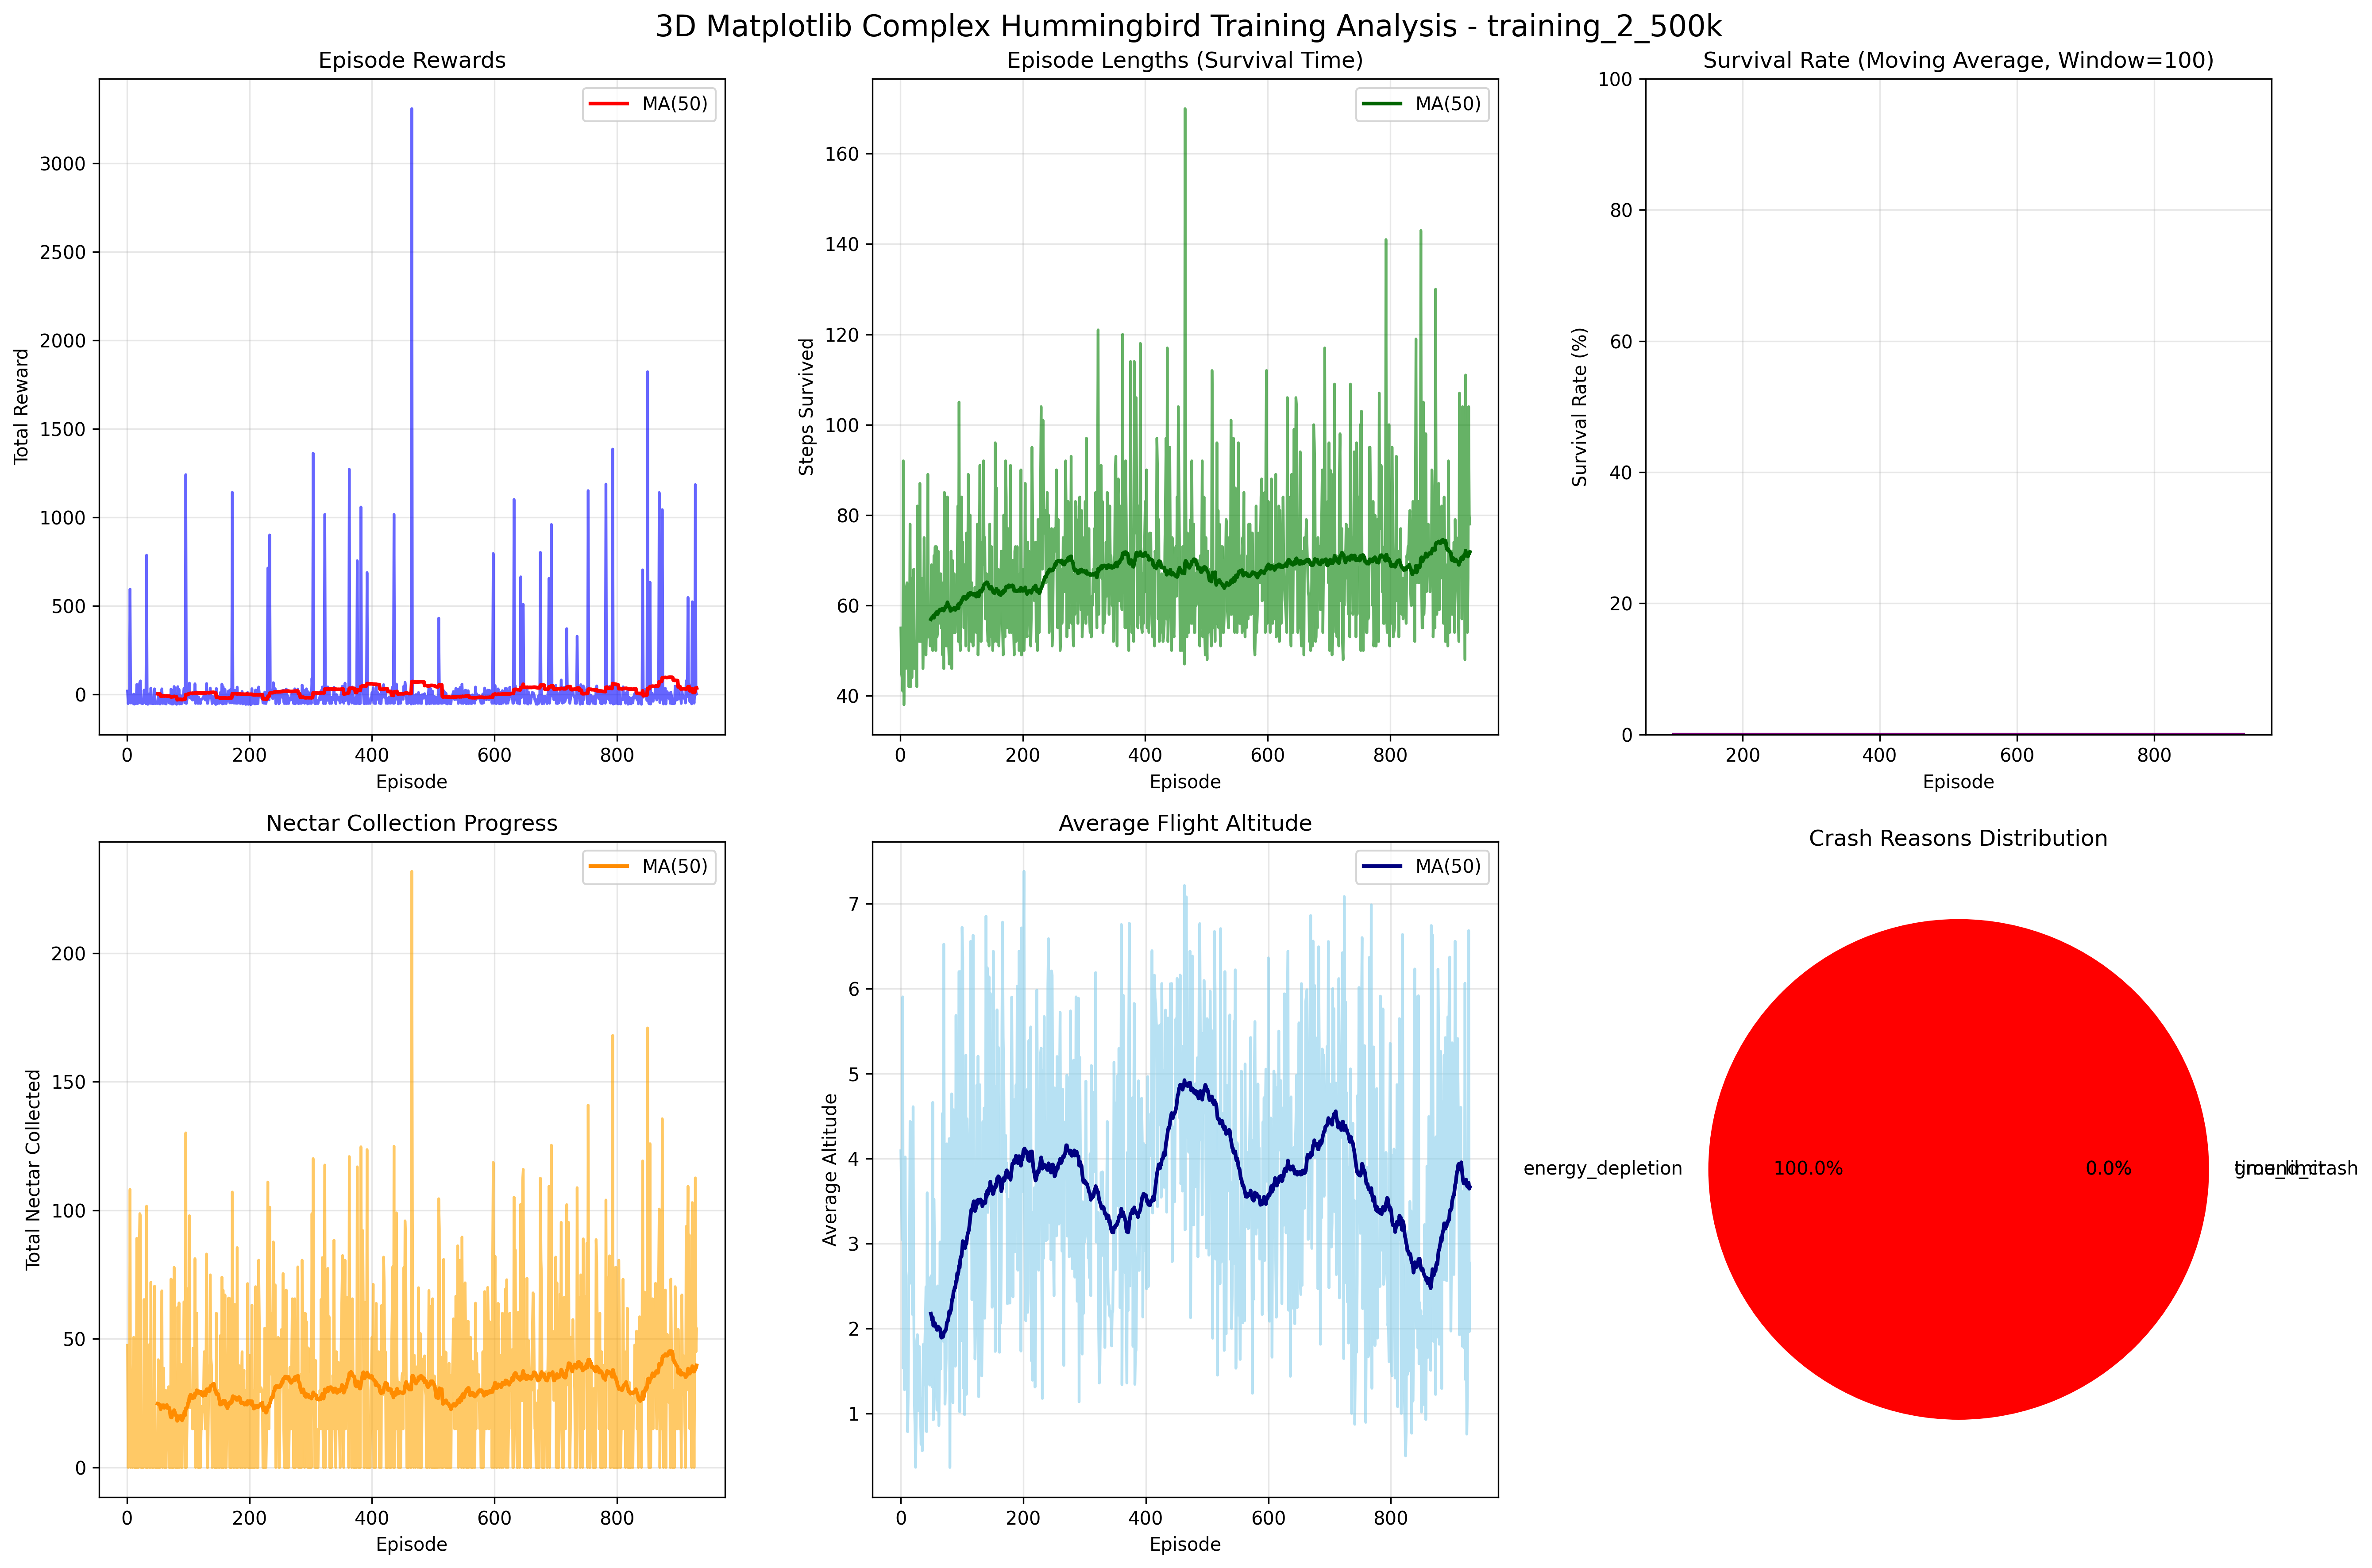 3D Matplotlib Complex Hummingbird Training Analysis - training_2_500k
Episode Rewards
MA(50)
3000
2500
2000
1500
1000
500
0
Total Reward
0 200 400 600 800
Episode
Episode Lengths (Survival Time)
MA(50)
160
140
120
100
80
60
40
Steps Survived
0 200 400 600 800
Episode
Survival Rate (Moving Average, Window=100)
100
80
60
40
20
0
Survival Rate (%)
200 400 600 800
Episode
Nectar Collection Progress
MA(50)
200
150
100
50
0
Total Nectar Collected
0 200 400 600 800
Episode
Average Flight Altitude
MA(50)
7
6
5
4
3
2
1
Average Altitude
0 200 400 600 800
Episode
Crash Reasons Distribution
energy_depletion
100.0%
0.0%
time_limit
ground_crash